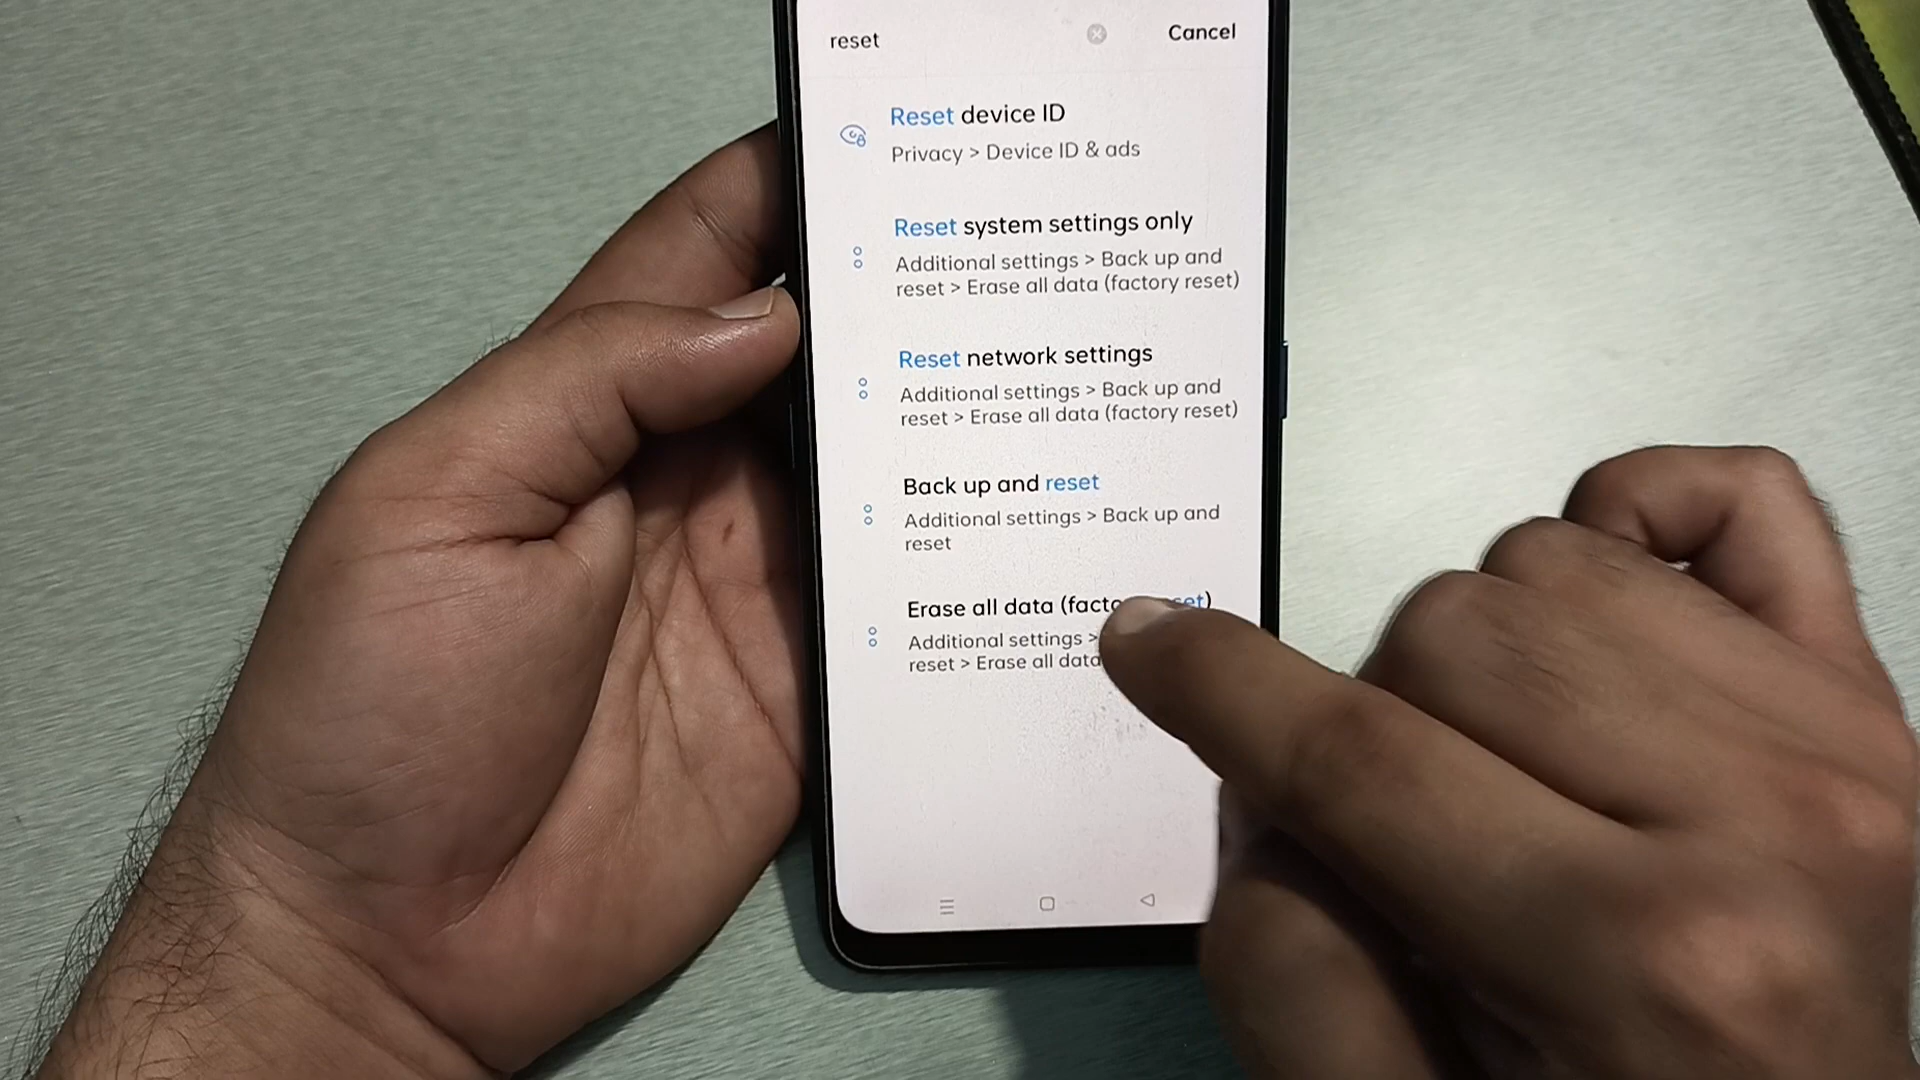 reset
Cancel
Reset device ID
Privacy > Device ID & ads
Reset system settings only
Additional settings > Back up and
reset > Erase all data (factory reset)
Reset network settings
Additional settings > Back up and
reset > Erase all data (factory reset)
Back up and reset
Additional settings > Back up and
reset
Erase all data
Additional settings >
reset > Erase all data